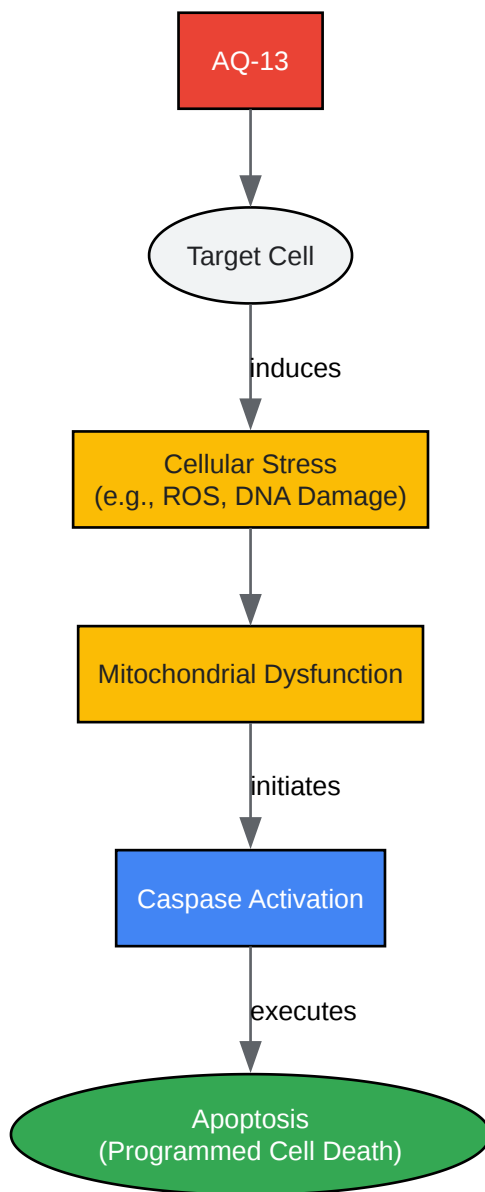 AQ-13
Target Cell
induces
Cellular Stress
(e.g., ROS, DNA Damage)
Mitochondrial Dysfunction
initiates
Caspase Activation
executes
Apoptosis
(Programmed Cell Death)